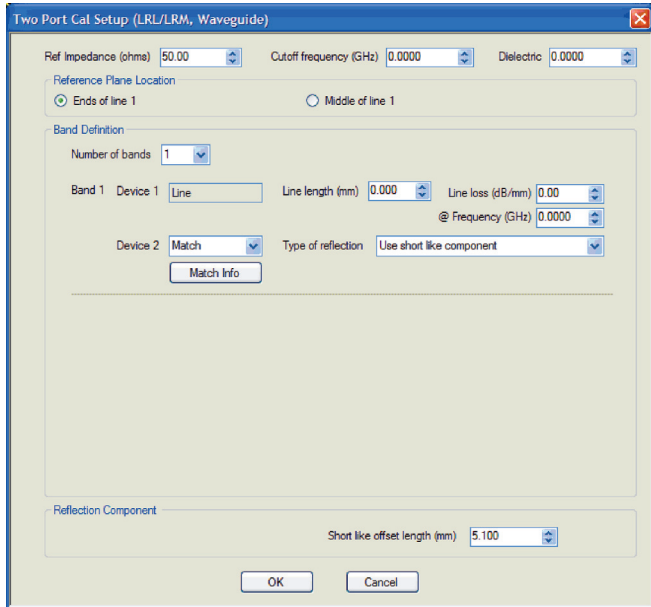 Two Port Cal Setup (LRL/LRM, Waveguide)
Ref Impedance (ohms) 50.00 Cutoff frequency (GHz) 0.0000 Dielectric 0.0000
Reference Plane Location
Ends of line 1 Middle of line 1
Band Definition
Number of bands 1
Band 1 Device 1 Line Line length (mm) 0.000 Line loss (dB/mm) 0.00
@ Frequency (GHz) 0.0000
Device 2 Match Type of reflection Use short like component
Match Info
Reflection Component
Short like offset length (mm) 5.100
OK Cancel